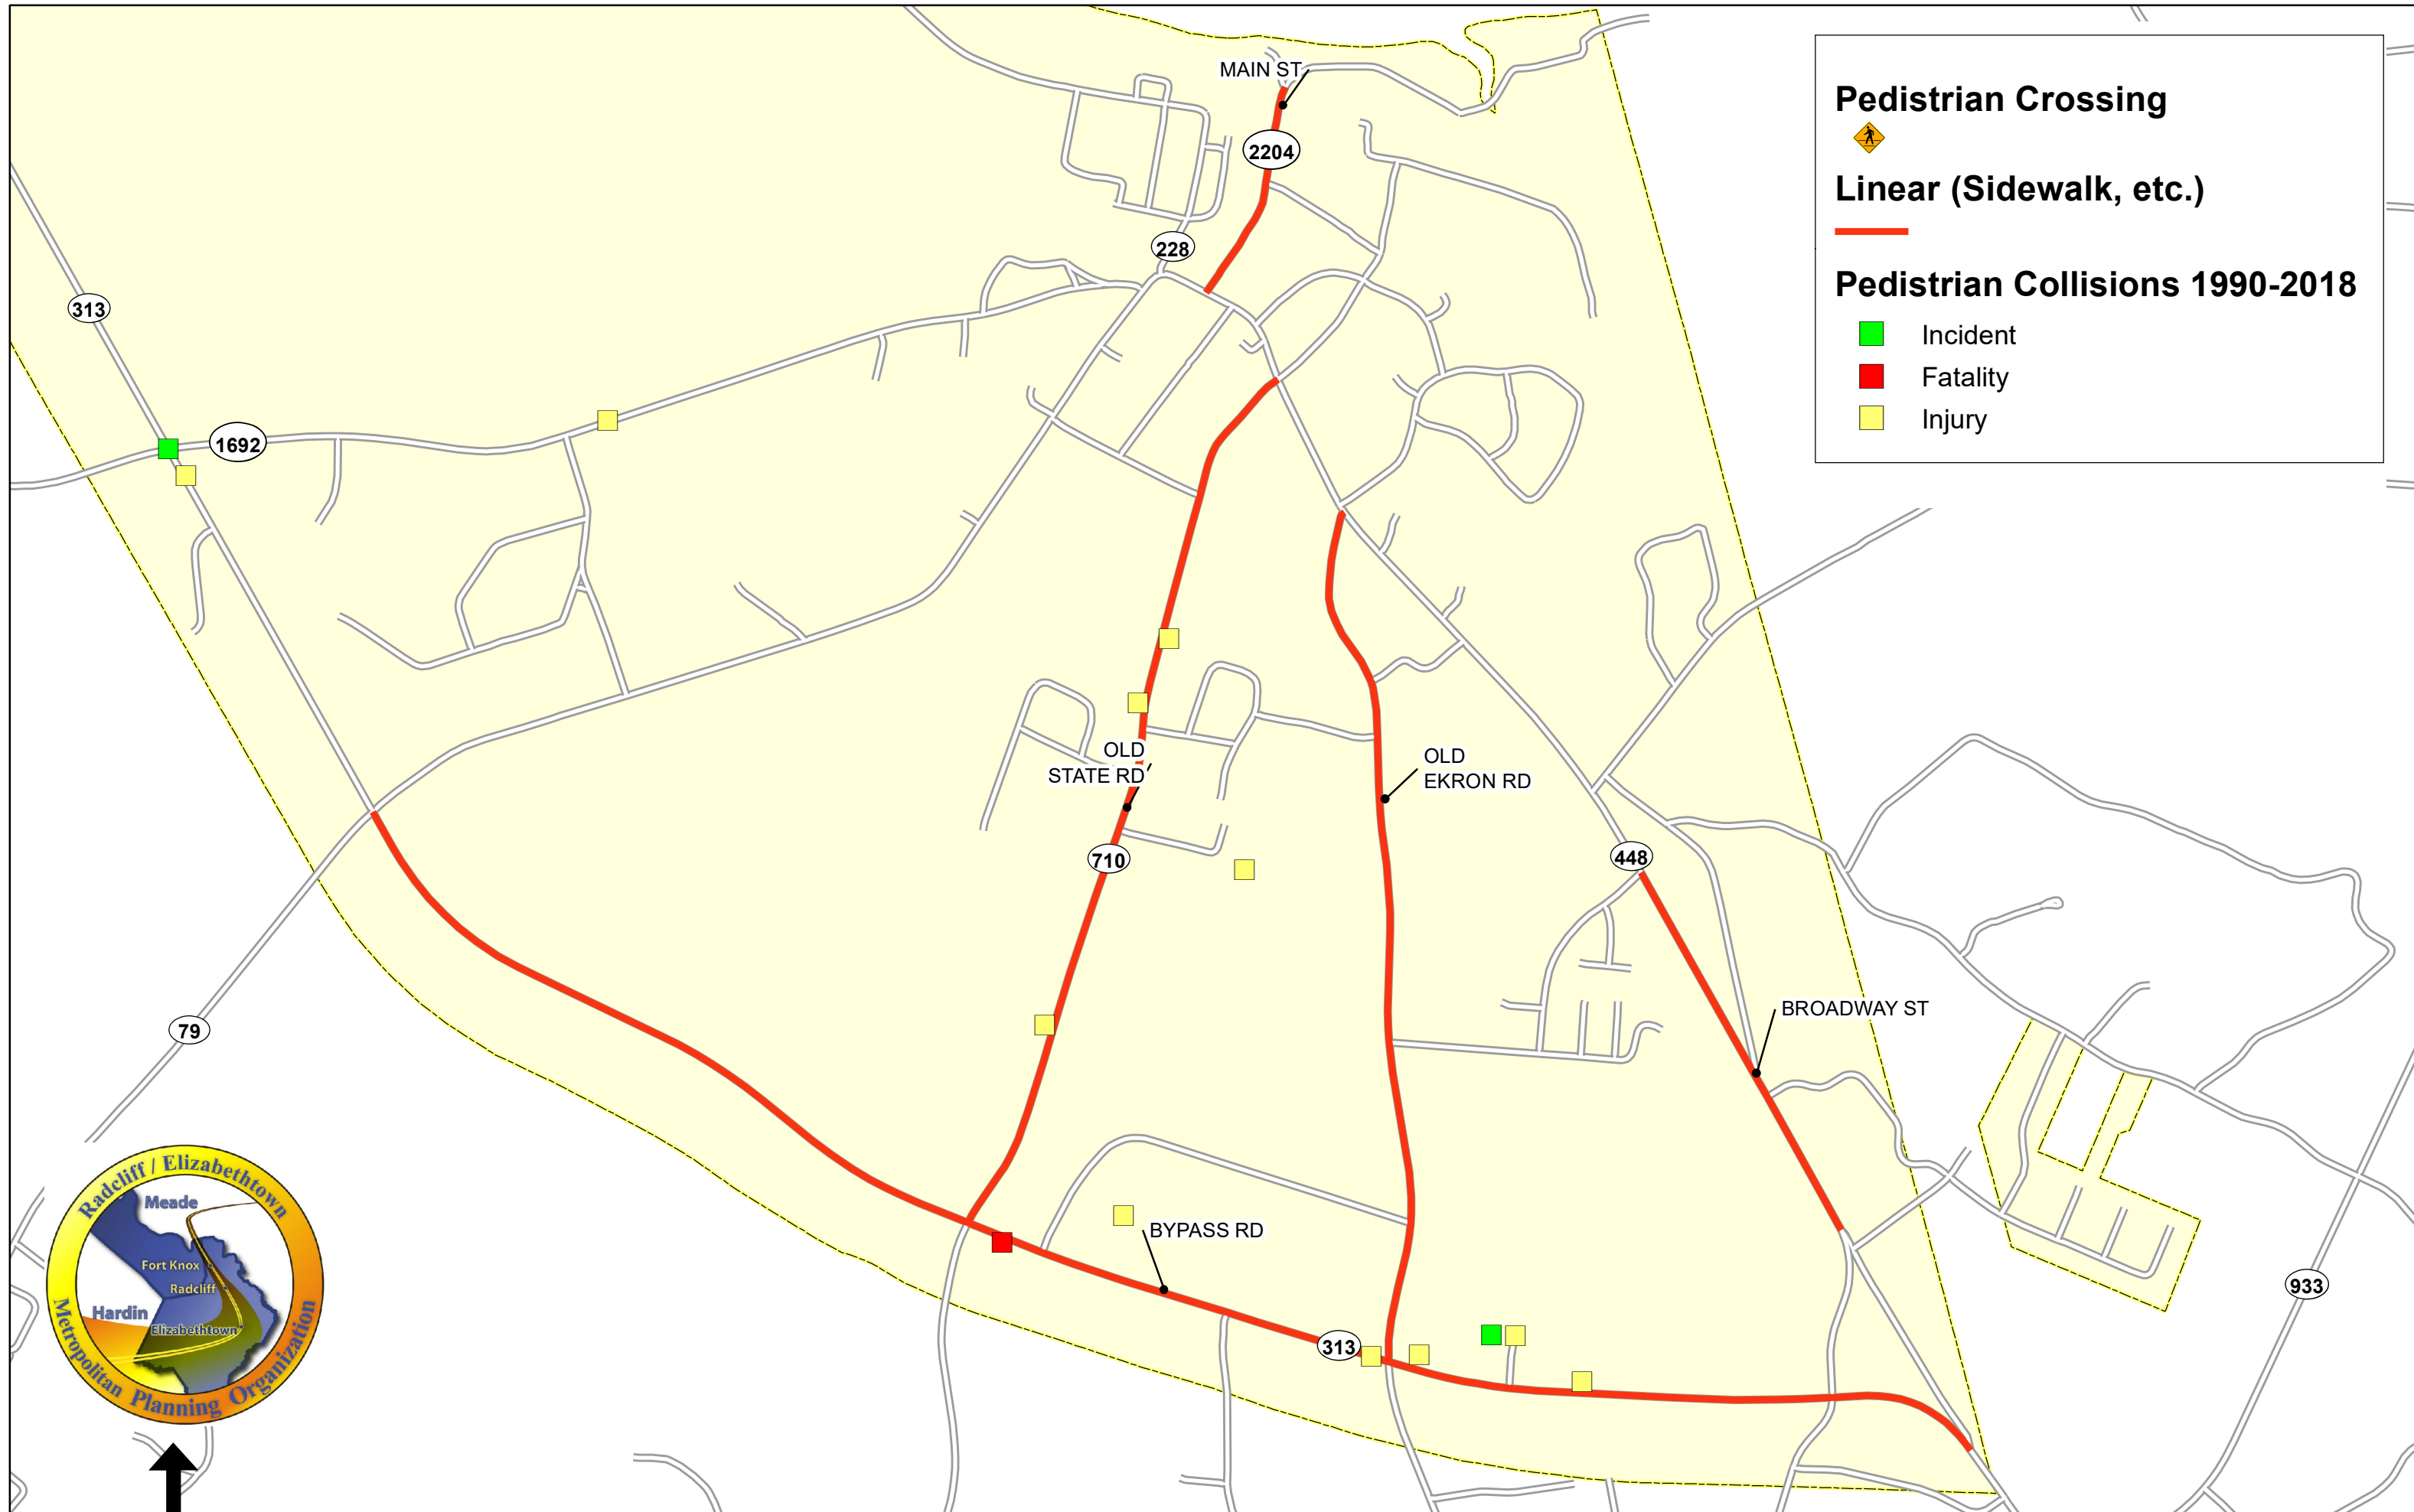 MAIN ST
2204
228
313
1692
OLD
STATE RD
OLD
EKRON RD
710
448
79
BROADWAY ST
BYPASS RD
313
933
Pedistrian Crossing
Linear (Sidewalk, etc.)
Pedistrian Collisions 1990-2018
Incident
Fatality
Injury
Radcliff / Elizabethtown
Meade
Fort Knox
Radcliff
Hardin
Elizabethtown
Metropolitan Planning Organization